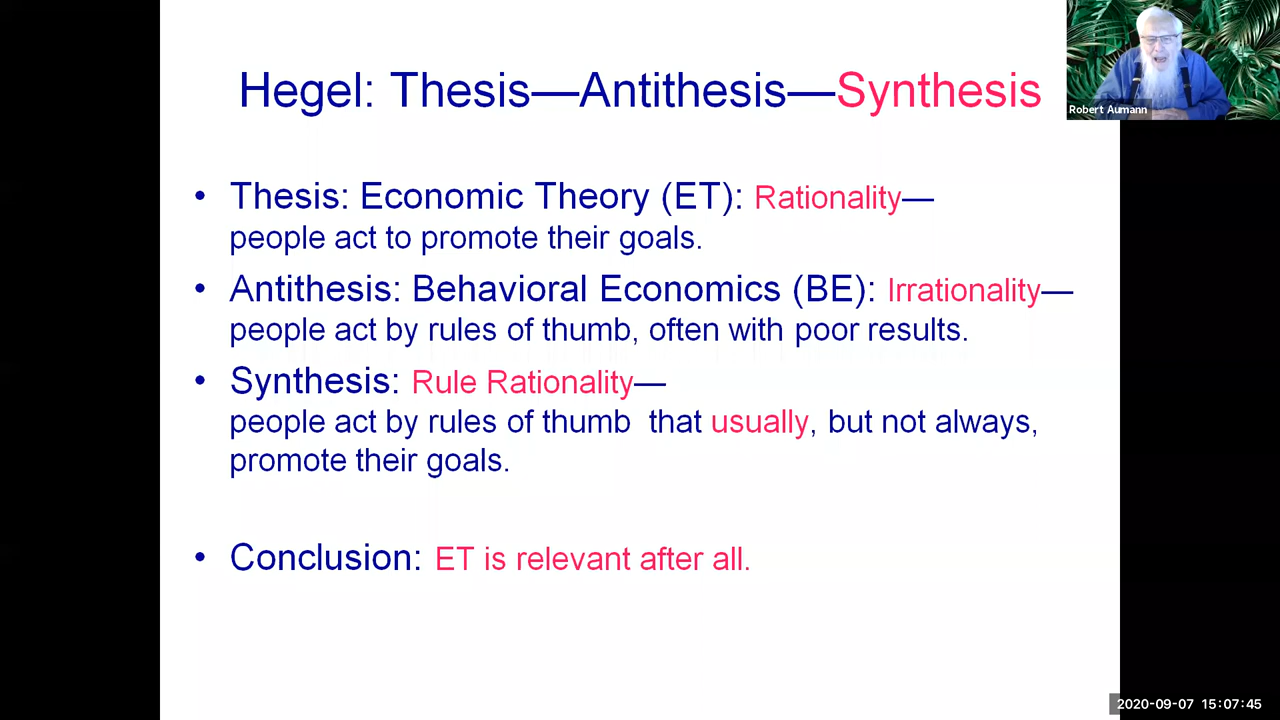 Hegel: Thesis—Antithesis—Synthesis
Robert Aumann
• Thesis: Economic Theory (ET): Rationality—
people act to promote their goals.
• Antithesis: Behavioral Economics (BE): Irrationality—
people act by rules of thumb, often with poor results.
• Synthesis: Rule Rationality—
people act by rules of thumb that usually, but not always,
promote their goals.
• Conclusion: ET is relevant after all.
2020-09-07 15:07:45